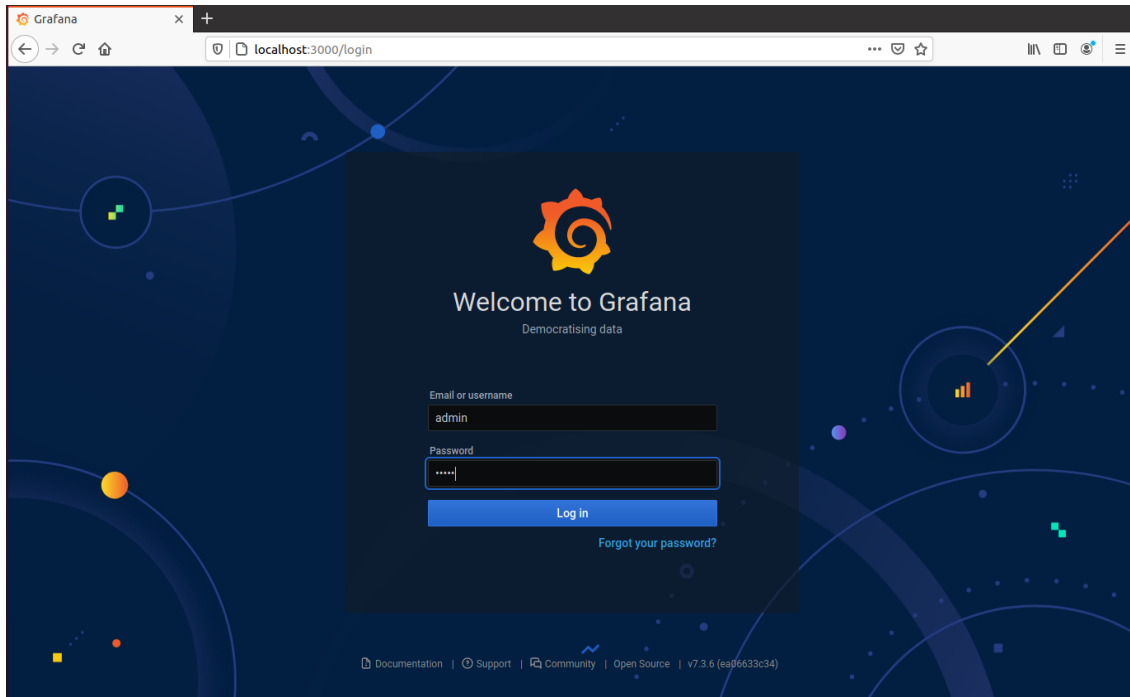 Grafana
localhost:3000/login
Welcome to Grafana
Democratising data
Email or username
admin
Password
•••••
Log in
Forgot your password?
Documentation | Support | Community | Open Source | v7.3.6 (ea06633c34)